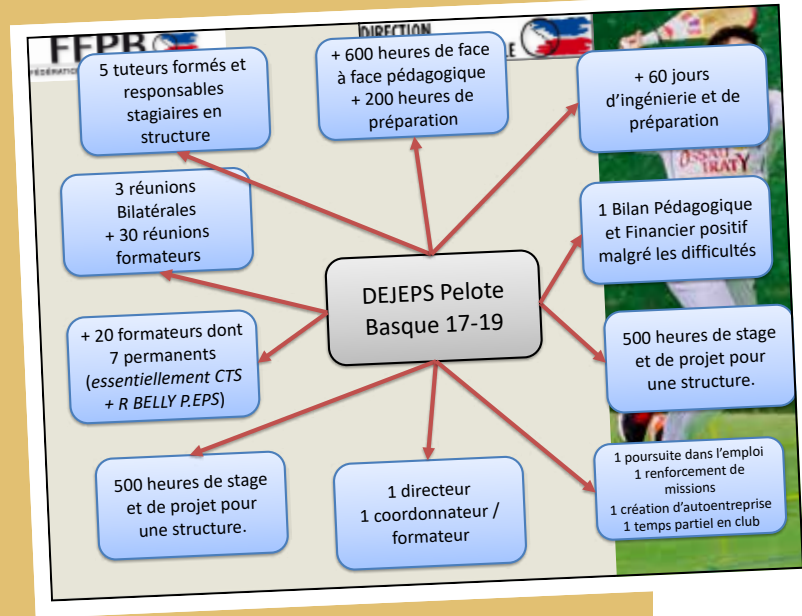 FFPB
DIRECTION
5 tuteurs formés et
responsables
stagiaires en
structure
+ 600 heures de face
à face pédagogique
+ 200 heures de
préparation
+ 60 jours
d’ingénierie et de
préparation
OSSAU
IRATY
3 réunions
Bilatérales
+ 30 réunions
formateurs
1 Bilan Pédagogique
et Financier positif
malgré les difficultés
DEJEPS Pelote
Basque 17-19
+ 20 formateurs dont
7 permanents
(essentiellement CTS
+ R BELLY P.EPS)
500 heures de stage
et de projet pour
une structure.
500 heures de stage
et de projet pour
une structure.
1 directeur
1 coordonnateur /
formateur
1 poursuite dans l’emploi
1 renforcement de
missions
1 création d’autoentreprise
1 temps partiel en club